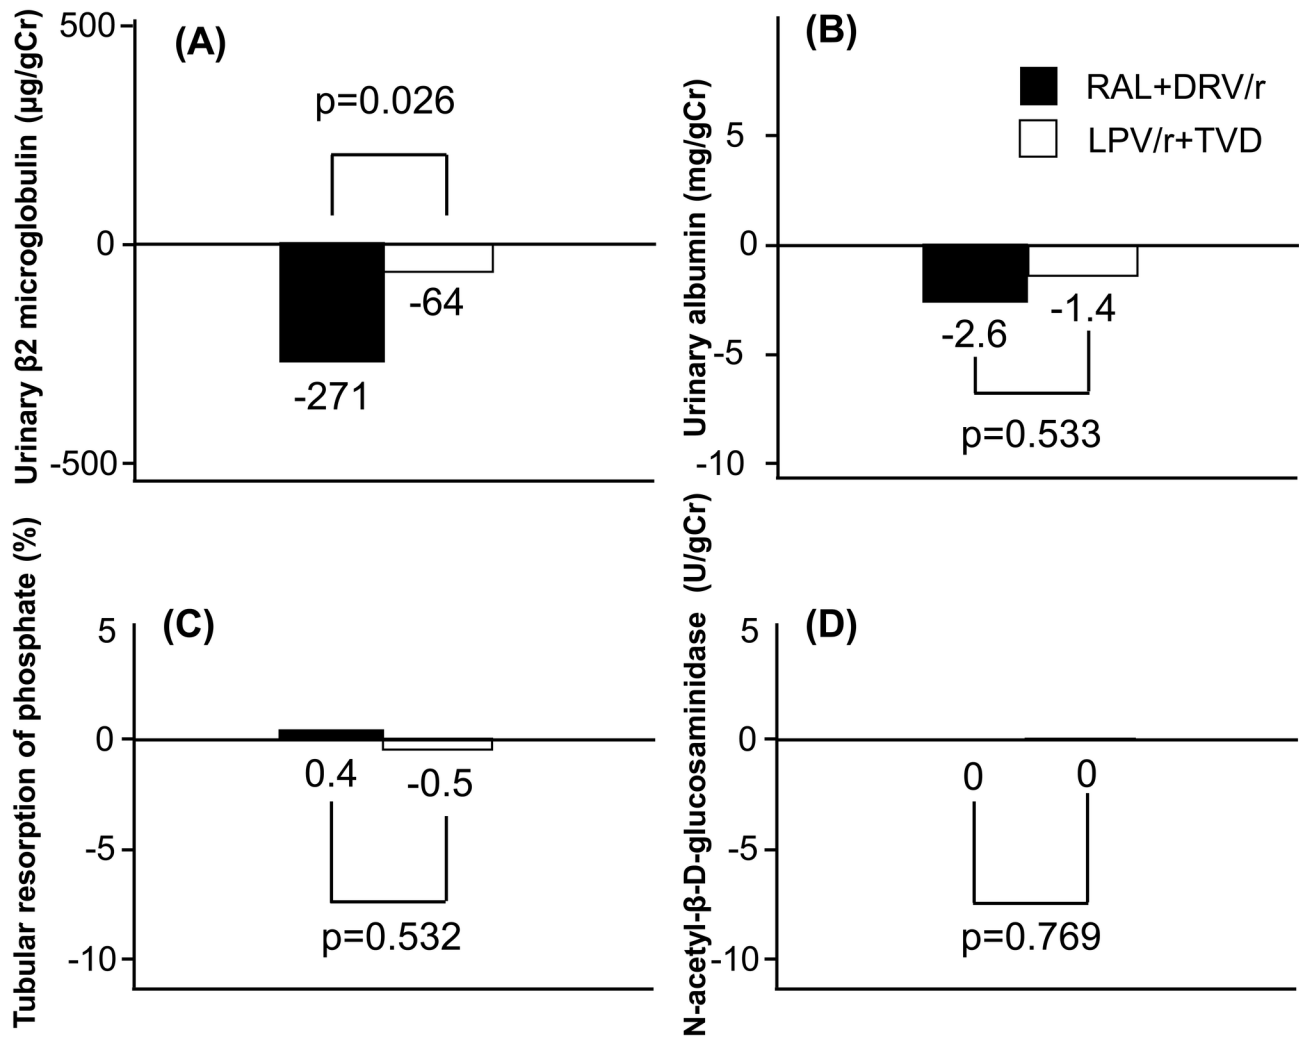 (A)
Urinary β2 microglobulin (μg/gCr)
500
0
-500
p=0.026
-64
-271
(B)
Urinary albumin (mg/gCr)
5
0
-5
-10
RAL+DRV/r
LPV/r+TVD
-1.4
-2.6
p=0.533
(C)
Tubular resorption of phosphate (%)
5
0
-5
-10
0.4
-0.5
p=0.532
(D)
N-acetyl-β-D-glucosaminidase (U/gCr)
5
0
-5
-10
0
0
p=0.769